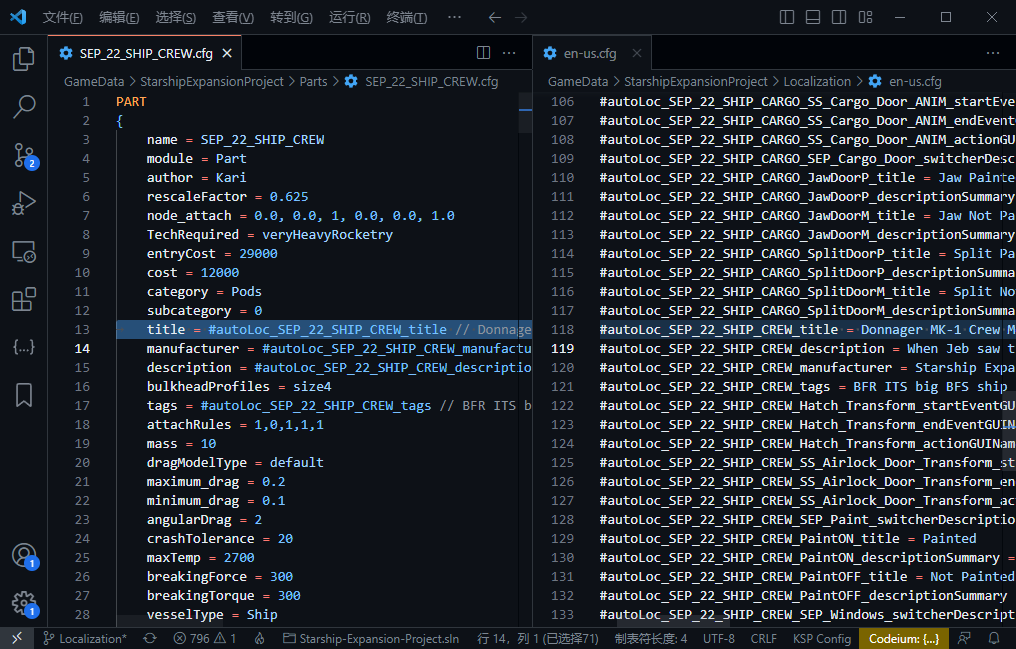 文件(F) 编辑(E) 选择(S) 查看(V) 转到(G) 运行(R) 终端(T) ···
SEP_22_SHIP_CREW.cfg
GameData > StarshipExpansionProject > Parts > SEP_22_SHIP_CREW.cfg
1 PART
2 {
3 name = SEP_22_SHIP_CREW
4 module = Part
5 author = Kari
6 rescaleFactor = 0.625
7 node_attach = 0.0, 0.0, 1, 0.0, 0.0, 1.0
8 TechRequired = veryHeavyRocketry
9 entryCost = 29000
10 cost = 12000
11 category = Pods
12 subcategory = 0
13 title = #autoLoc_SEP_22_SHIP_CREW_title // Donnage
14 manufacturer = #autoLoc_SEP_22_SHIP_CREW_manufactu
15 description = #autoLoc_SEP_22_SHIP_CREW_descriptio
16 bulkheadProfiles = size4
17 tags = #autoLoc_SEP_22_SHIP_CREW_tags // BFR ITS b
18 attachRules = 1,0,1,1,1
19 mass = 10
20 dragModelType = default
21 maximum_drag = 0.2
22 minimum_drag = 0.1
23 angularDrag = 2
24 crashTolerance = 20
25 maxTemp = 2700
26 breakingForce = 300
27 breakingTorque = 300
28 vesselType = Ship
en-us.cfg
GameData > StarshipExpansionProject > Localization > en-us.cfg
106 #autoLoc_SEP_22_SHIP_CARGO_SS_Cargo_Door_ANIM_startEve
107 #autoLoc_SEP_22_SHIP_CARGO_SS_Cargo_Door_ANIM_endEvent
108 #autoLoc_SEP_22_SHIP_CARGO_SS_Cargo_Door_ANIM_actionGU
109 #autoLoc_SEP_22_SHIP_CARGO_SEP_Cargo_Door_switcherDesc
110 #autoLoc_SEP_22_SHIP_CARGO_JawDoorP_title = Jaw Painte
111 #autoLoc_SEP_22_SHIP_CARGO_JawDoorP_descriptionSummary
112 #autoLoc_SEP_22_SHIP_CARGO_JawDoorM_title = Jaw Not Pa
113 #autoLoc_SEP_22_SHIP_CARGO_JawDoorM_descriptionSummary
114 #autoLoc_SEP_22_SHIP_CARGO_SplitDoorP_title = Split Pa
115 #autoLoc_SEP_22_SHIP_CARGO_SplitDoorP_descriptionSumma
116 #autoLoc_SEP_22_SHIP_CARGO_SplitDoorM_title = Split No
117 #autoLoc_SEP_22_SHIP_CARGO_SplitDoorM_descriptionSumma
118 #autoLoc_SEP_22_SHIP_CREW_title = Donnager MK-1 Crew M
119 #autoLoc_SEP_22_SHIP_CREW_description = When Jeb saw t
120 #autoLoc_SEP_22_SHIP_CREW_manufacturer = Starship Expa
121 #autoLoc_SEP_22_SHIP_CREW_tags = BFR ITS big BFS ship
122 #autoLoc_SEP_22_SHIP_CREW_Hatch_Transform_startEventGU
123 #autoLoc_SEP_22_SHIP_CREW_Hatch_Transform_endEventGUIN
124 #autoLoc_SEP_22_SHIP_CREW_Hatch_Transform_actionGUINam
125 #autoLoc_SEP_22_SHIP_CREW_SS_Airlock_Door_Transform_st
126 #autoLoc_SEP_22_SHIP_CREW_SS_Airlock_Door_Transform_en
127 #autoLoc_SEP_22_SHIP_CREW_SS_Airlock_Door_Transform_ac
128 #autoLoc_SEP_22_SHIP_CREW_SEP_Paint_switcherDescriptio
129 #autoLoc_SEP_22_SHIP_CREW_PaintON_title = Painted
130 #autoLoc_SEP_22_SHIP_CREW_PaintON_descriptionSummary =
131 #autoLoc_SEP_22_SHIP_CREW_PaintOFF_title = Not Painted
132 #autoLoc_SEP_22_SHIP_CREW_PaintOFF_descriptionSummary
133 #autoLoc_SEP_22_SHIP_CREW_SEP_Windows_switcherDescript
2
1
1
Localization* 796 1 Starship-Expansion-Project.sln 行 14，列 1 (已选择71) 制表符长度: 4 UTF-8 CRLF KSP Config Codeium: {...}